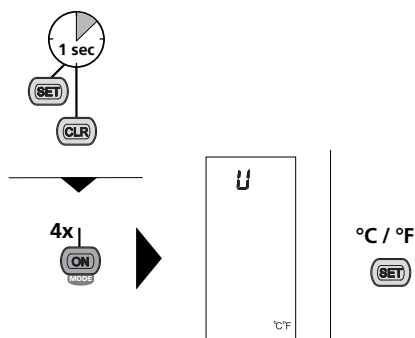 1 sec
SET
CLR
4x
ON
MODE
U
°C°F
°C / °F
SET